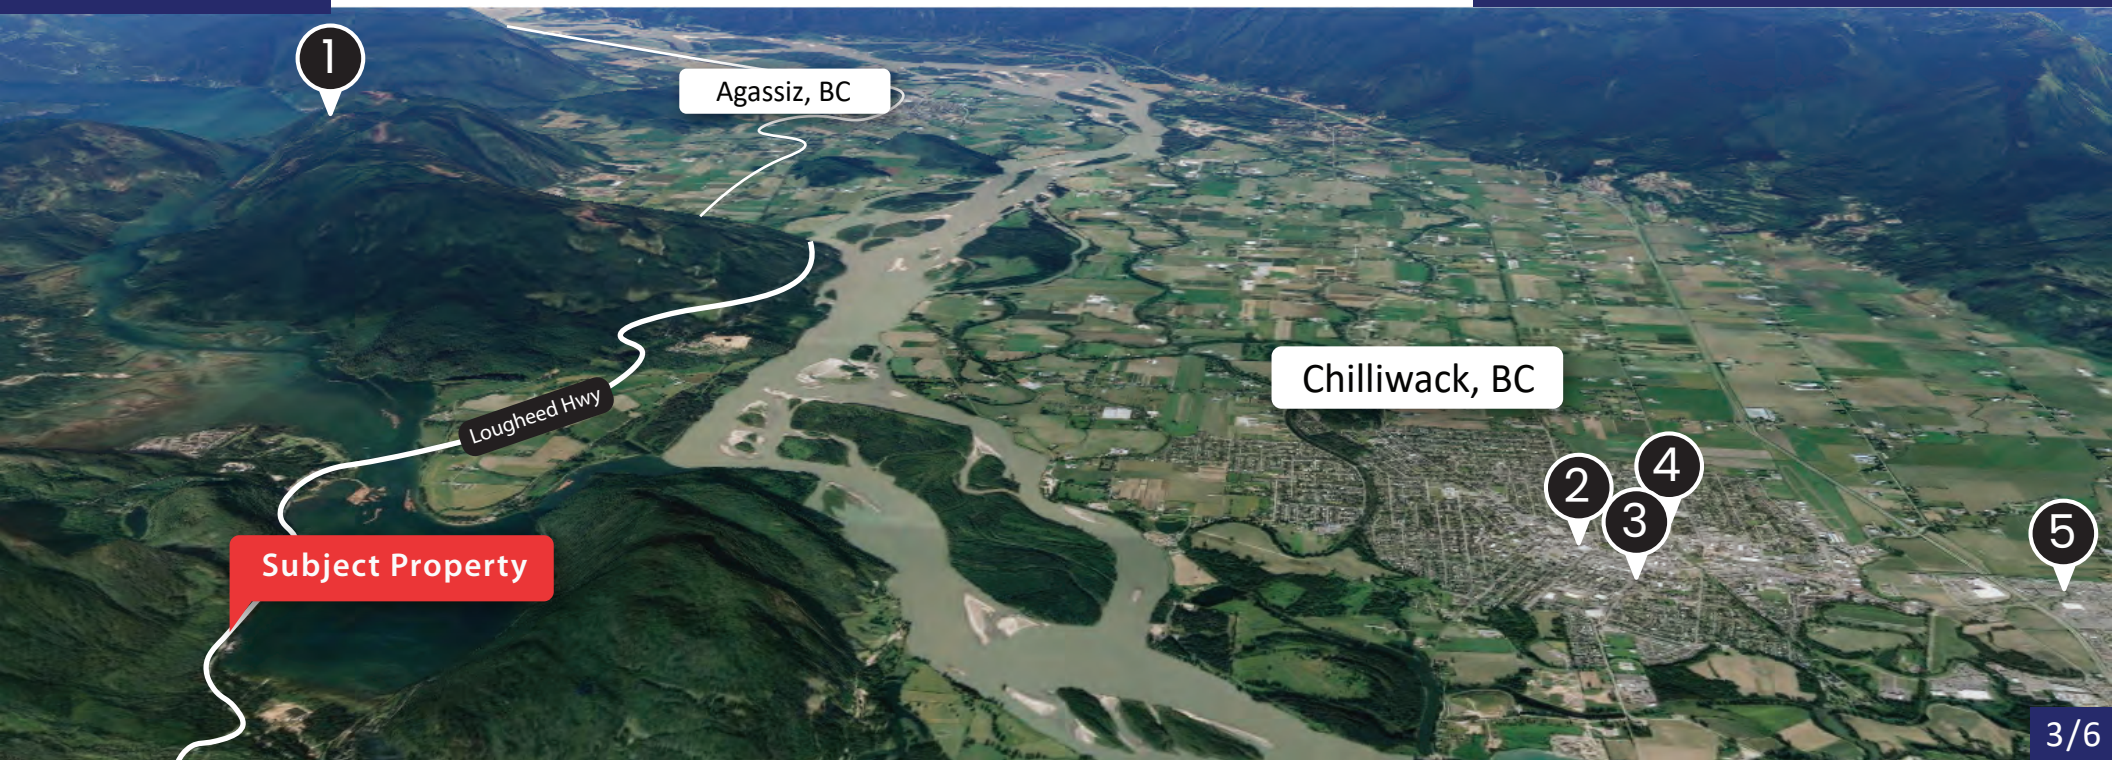 1
Agassiz, BC
Chilliwack, BC
Lougheed Hwy
2
4
3
5
Subject Property
3/6